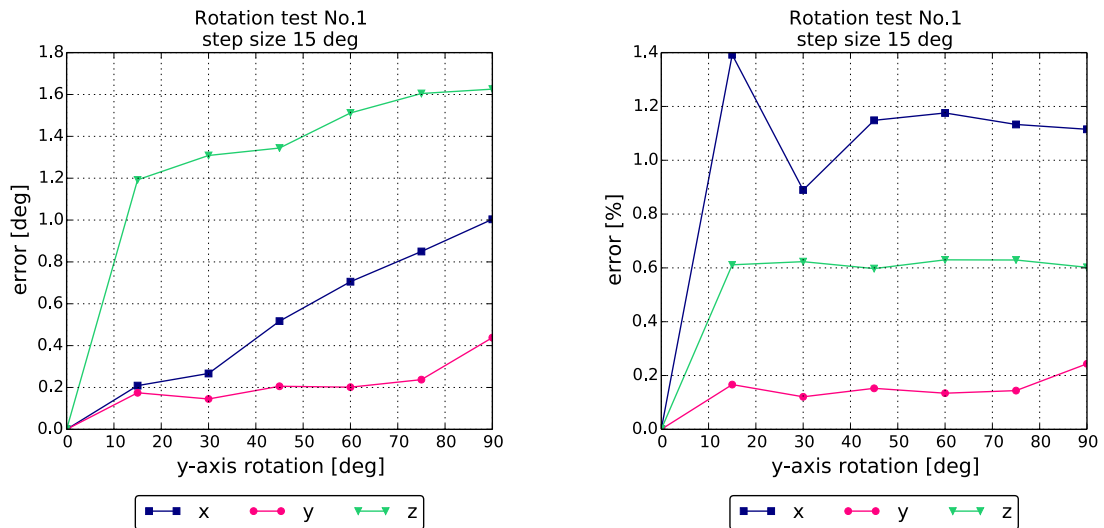 Rotation test No.1
step size 15 deg
1.8
1.6
1.4
1.2
1.0
0.8
0.6
0.4
0.2
0.0
error [deg]
0 10 20 30 40 50 60 70 80 90
y-axis rotation [deg]
x y z
Rotation test No.1
step size 15 deg
1.4
1.2
1.0
0.8
0.6
0.4
0.2
0.0
error [%]
0 10 20 30 40 50 60 70 80 90
y-axis rotation [deg]
x y z